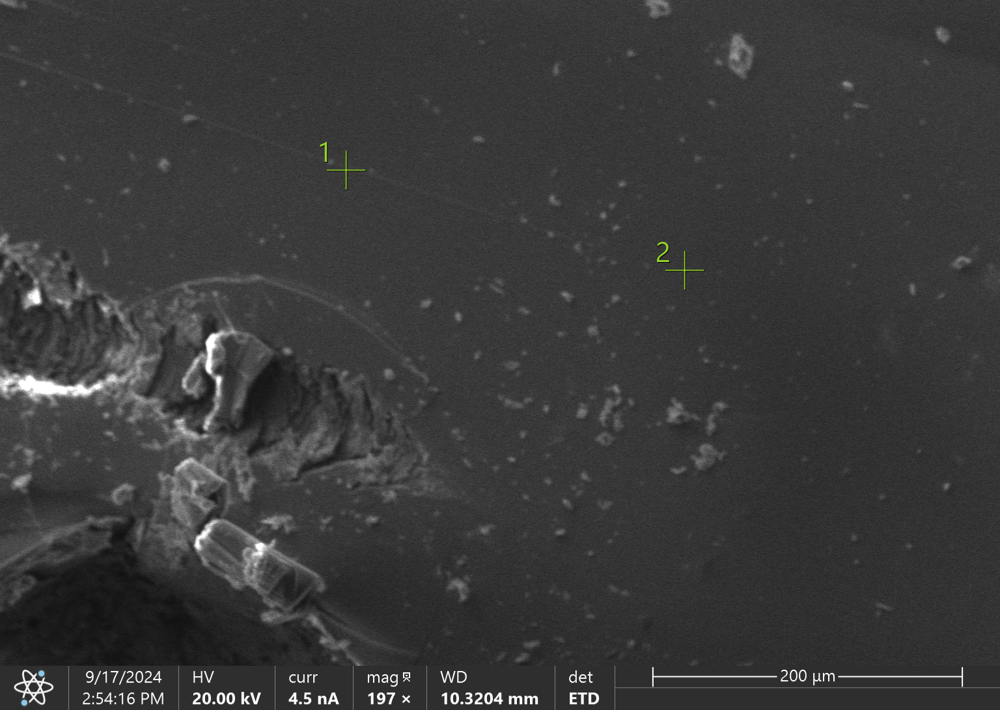 1
2
9/17/2024 HV curr mag WD det 200 µm
2:54:16 PM 20.00 kV 4.5 nA 197 × 10.3204 mm ETD